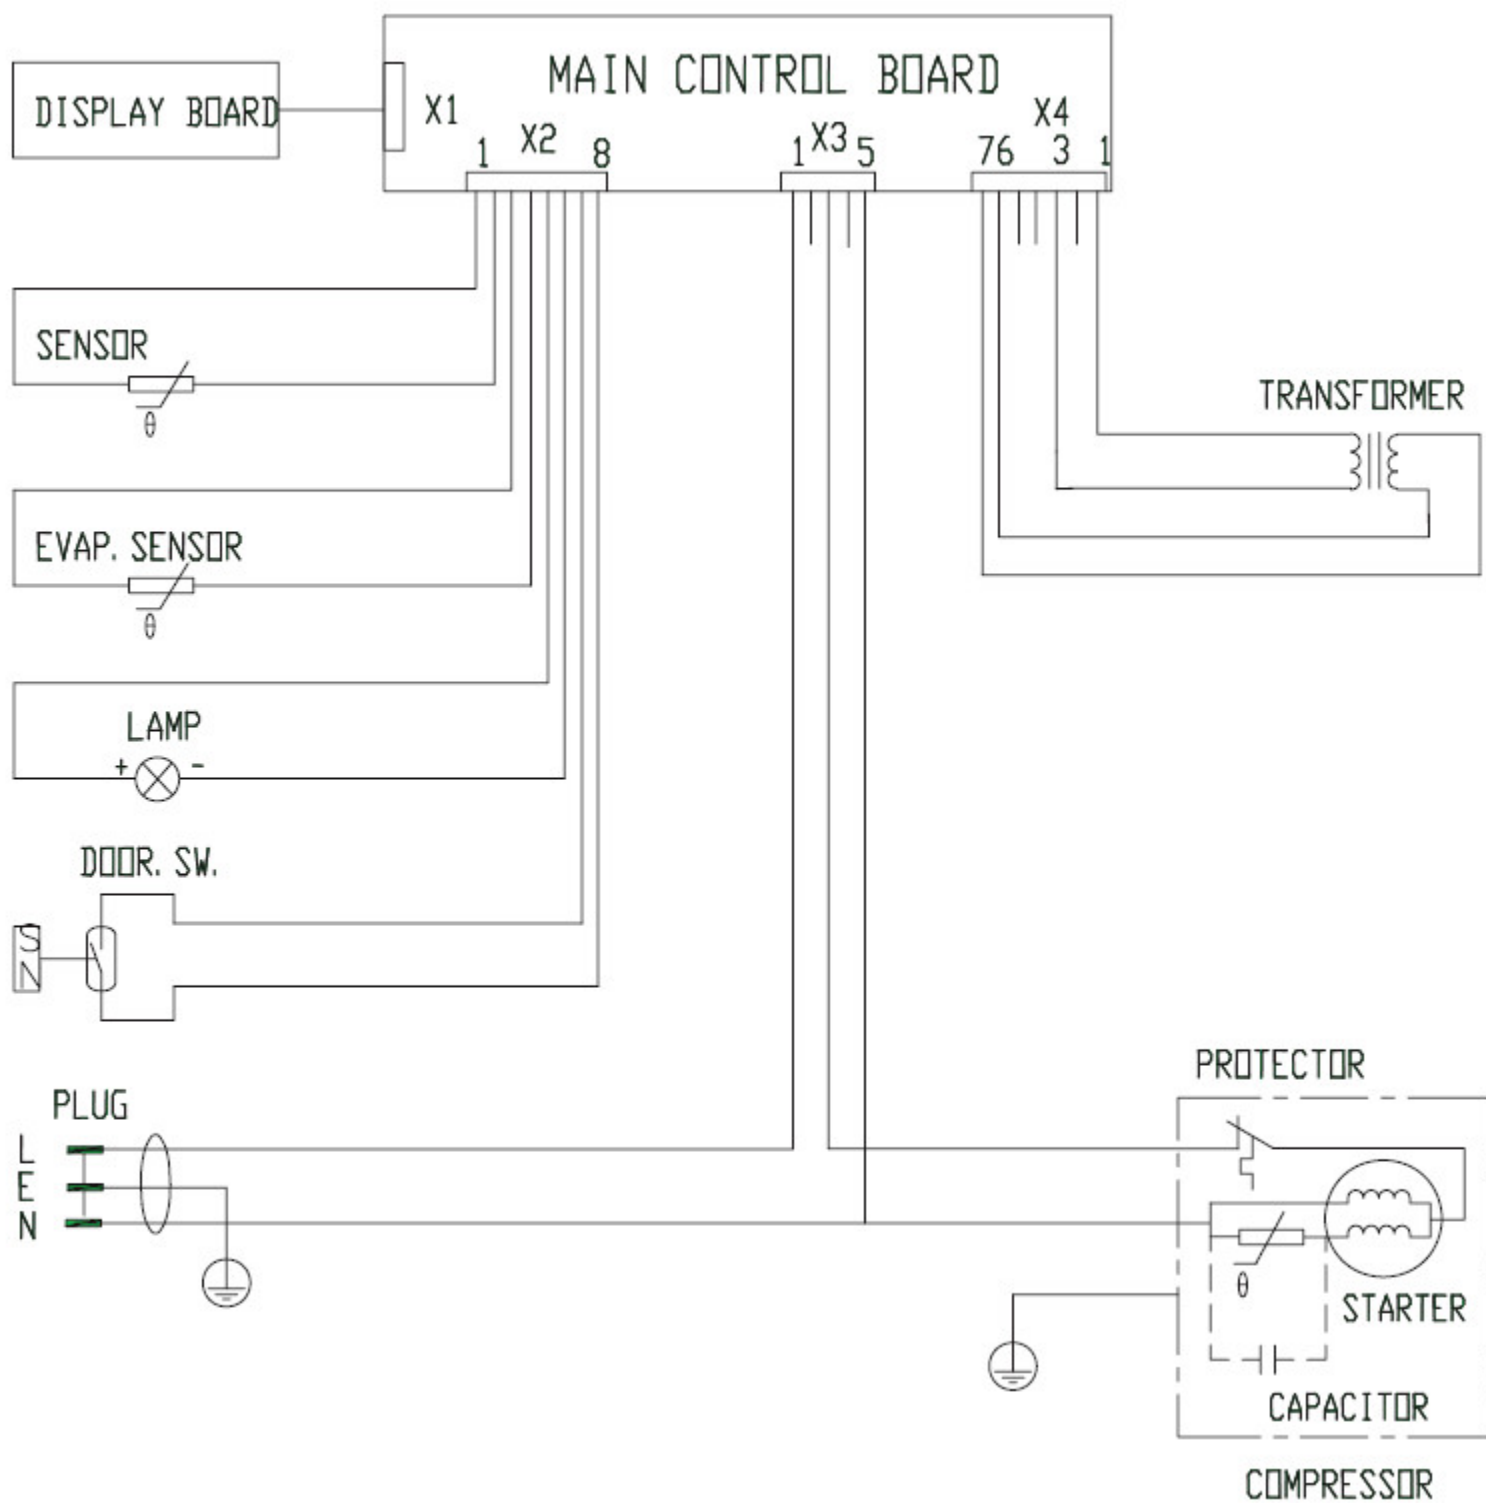 MAIN CONTROL BOARD
DISPLAY BOARD
X1
X2
1 8
X3
1 5
X4
76 3 1
SENSOR
θ
TRANSFORMER
EVAP. SENSOR
θ
LAMP
+ -
DOOR. SW.
S
N
PROTECTOR
PLUG
L
E
N
θ
STARTER
CAPACITOR
COMPRESSOR